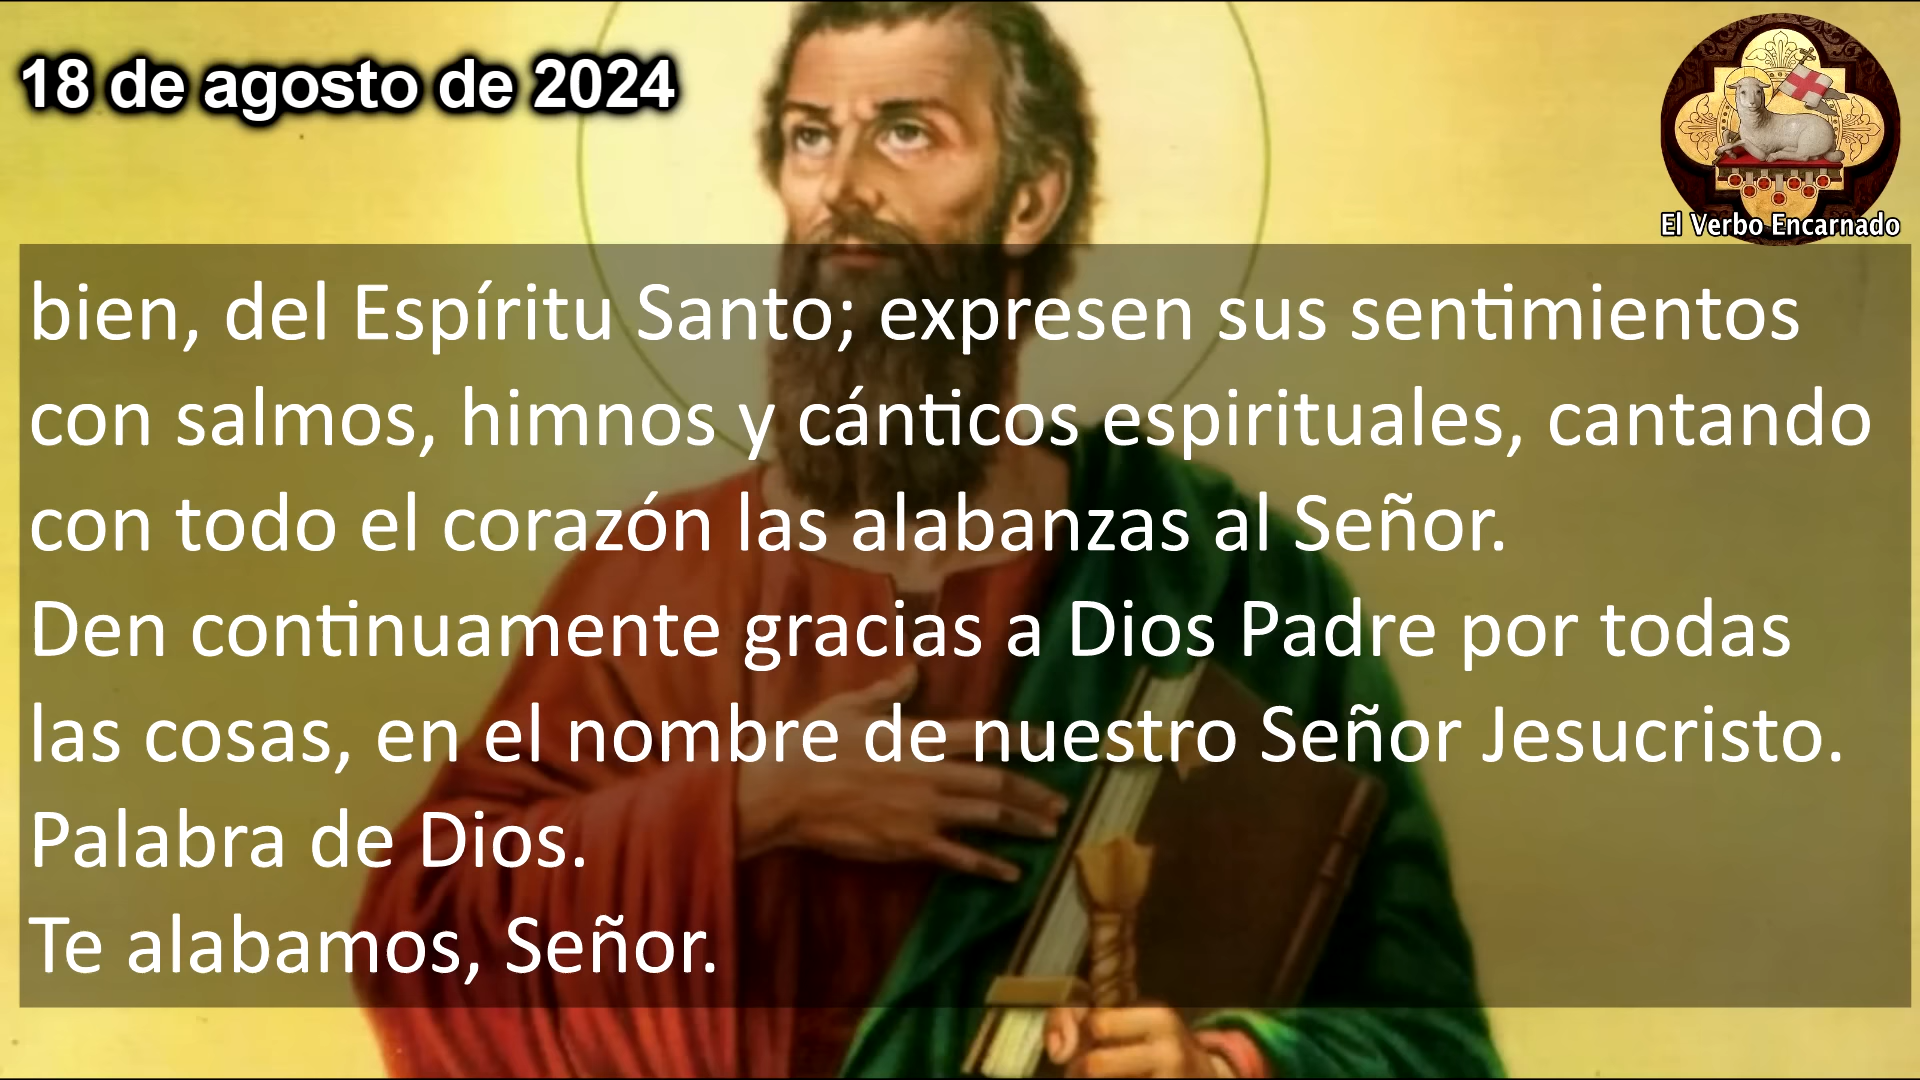 18 de agosto de 2024
El Verbo Encarnado
bien, del Espíritu Santo; expresen sus sentimientos
con salmos, himnos y cánticos espirituales, cantando
con todo el corazón las alabanzas al Señor.
Den continuamente gracias a Dios Padre por todas
las cosas, en el nombre de nuestro Señor Jesucristo.
Palabra de Dios.
Te alabamos, Señor.